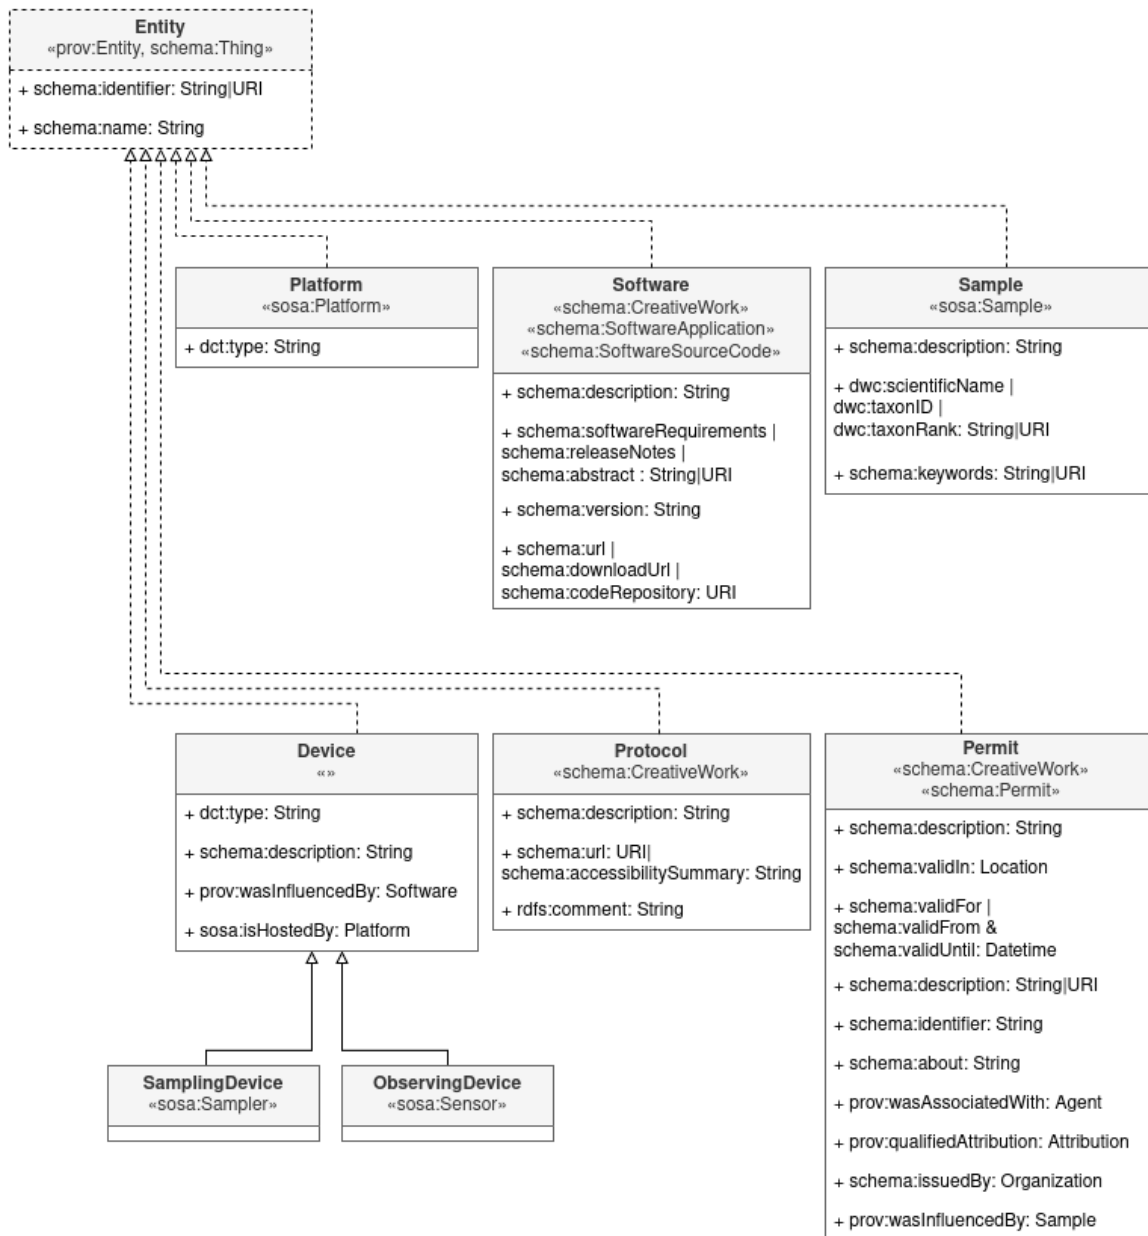 Entity
«prov:Entity, schema:Thing»
+ schema:identifier: String|URI
+ schema:name: String
Platform
«sosa:Platform»
+ dct:type: String
Software
«schema:CreativeWork»
«schema:SoftwareApplication»
«schema:SoftwareSourceCode»
+ schema:description: String
+ schema:softwareRequirements |
schema:releaseNotes |
schema:abstract : String|URI
+ schema:version: String
+ schema:url |
schema:downloadUrl |
schema:codeRepository: URI
Sample
«sosa:Sample»
+ schema:description: String
+ dwc:scientificName |
dwc:taxonID |
dwc:taxonRank: String|URI
+ schema:keywords: String|URI
Device
«»
+ dct:type: String
+ schema:description: String
+ prov:wasInfluencedBy: Software
+ sosa:isHostedBy: Platform
Protocol
«schema:CreativeWork»
+ schema:description: String
+ schema:url: URI|
schema:accessibilitySummary: String
+ rdfs:comment: String
Permit
«schema:CreativeWork»
«schema:Permit»
+ schema:description: String
+ schema:validIn: Location
+ schema:validFor |
schema:validFrom &
schema:validUntil: Datetime
+ schema:description: String|URI
+ schema:identifier: String
+ schema:about: String
+ prov:wasAssociatedWith: Agent
+ prov:qualifiedAttribution: Attribution
+ schema:issuedBy: Organization
+ prov:wasInfluencedBy: Sample
SamplingDevice
«sosa:Sampler»
ObservingDevice
«sosa:Sensor»